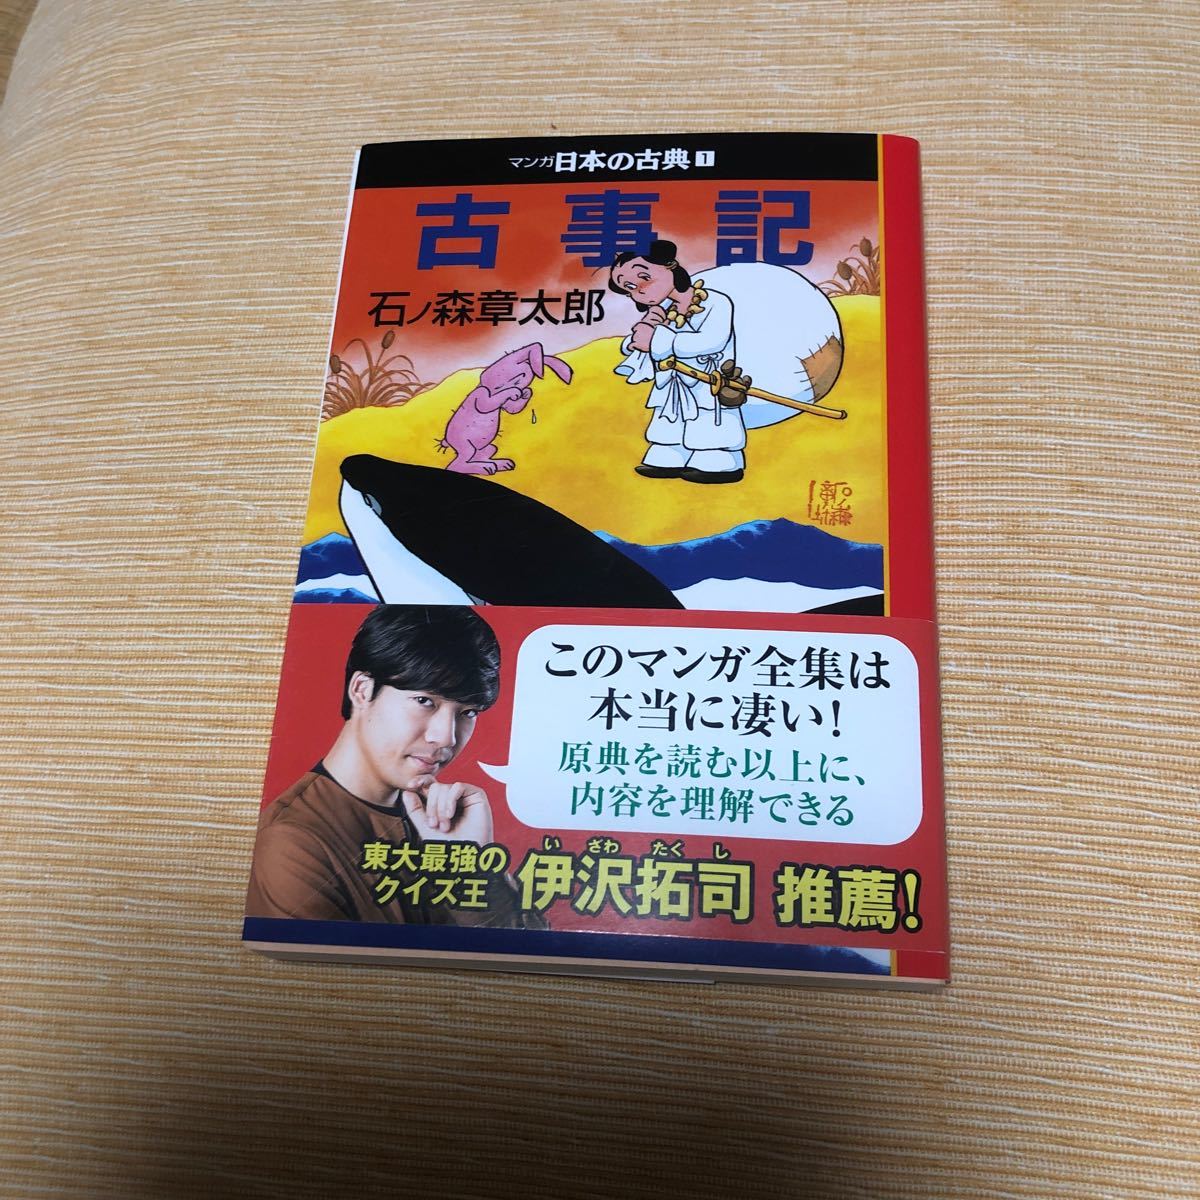 マンガ日本の古典1
古事記
石ノ森章太郎
このマンガ全集は
本当に凄い!
原典を読む以上に、
内容を理解できる
東大最強の
クイズ王
いざわたくし
伊沢拓司 推薦!